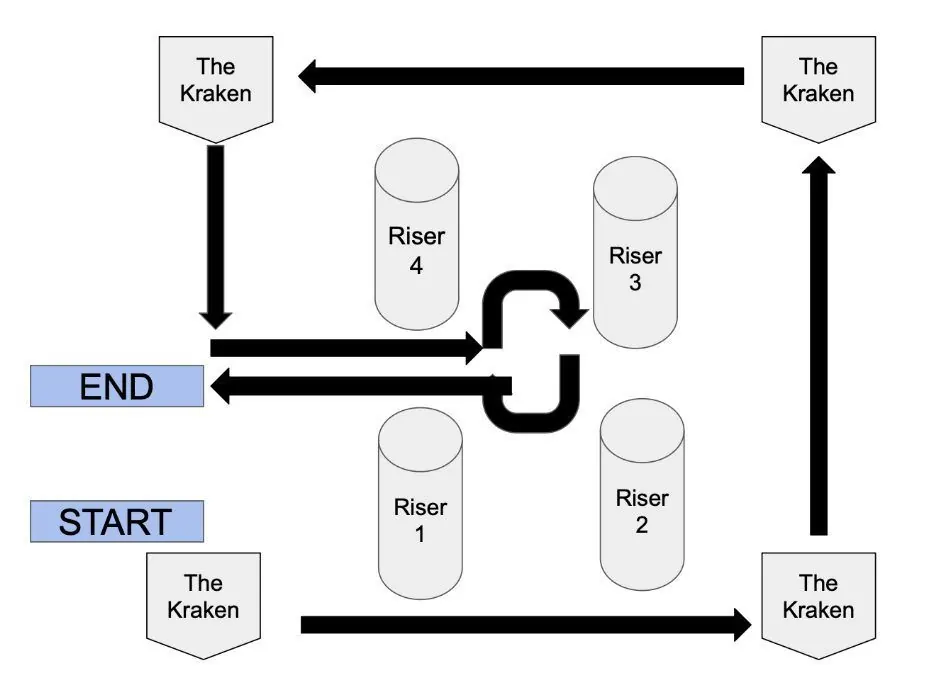 The
Kraken
The
Kraken
Riser
4
Riser
3
END
START
Riser
1
Riser
2
The
Kraken
The
Kraken